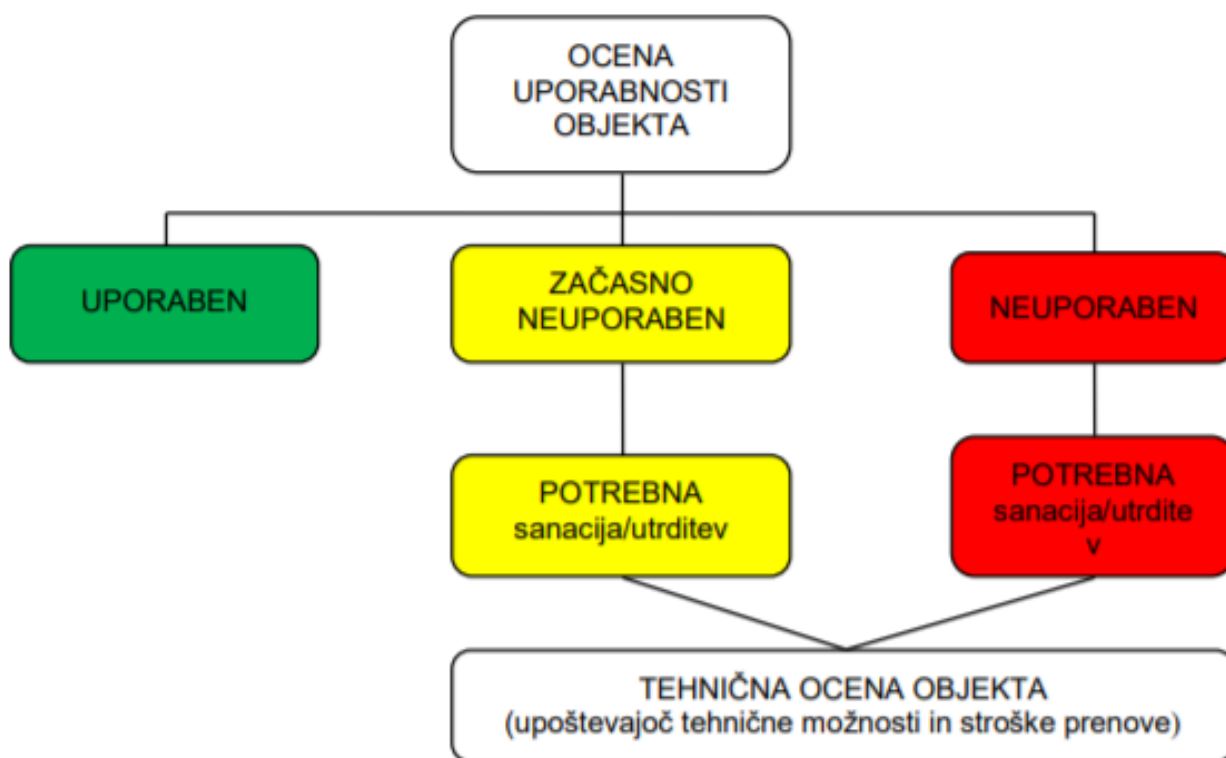 OCENA
UPORABNOSTI
OBJEKTA
UPORABEN
ZAČASNO
NEUPORABEN
NEUPORABEN
POTREBNA
sanacija/utrditev
POTREBNA
sanacija/utrdite
v
TEHNIČNA OCENA OBJEKTA
(upoštevajoč tehnične možnosti in stroške prenove)